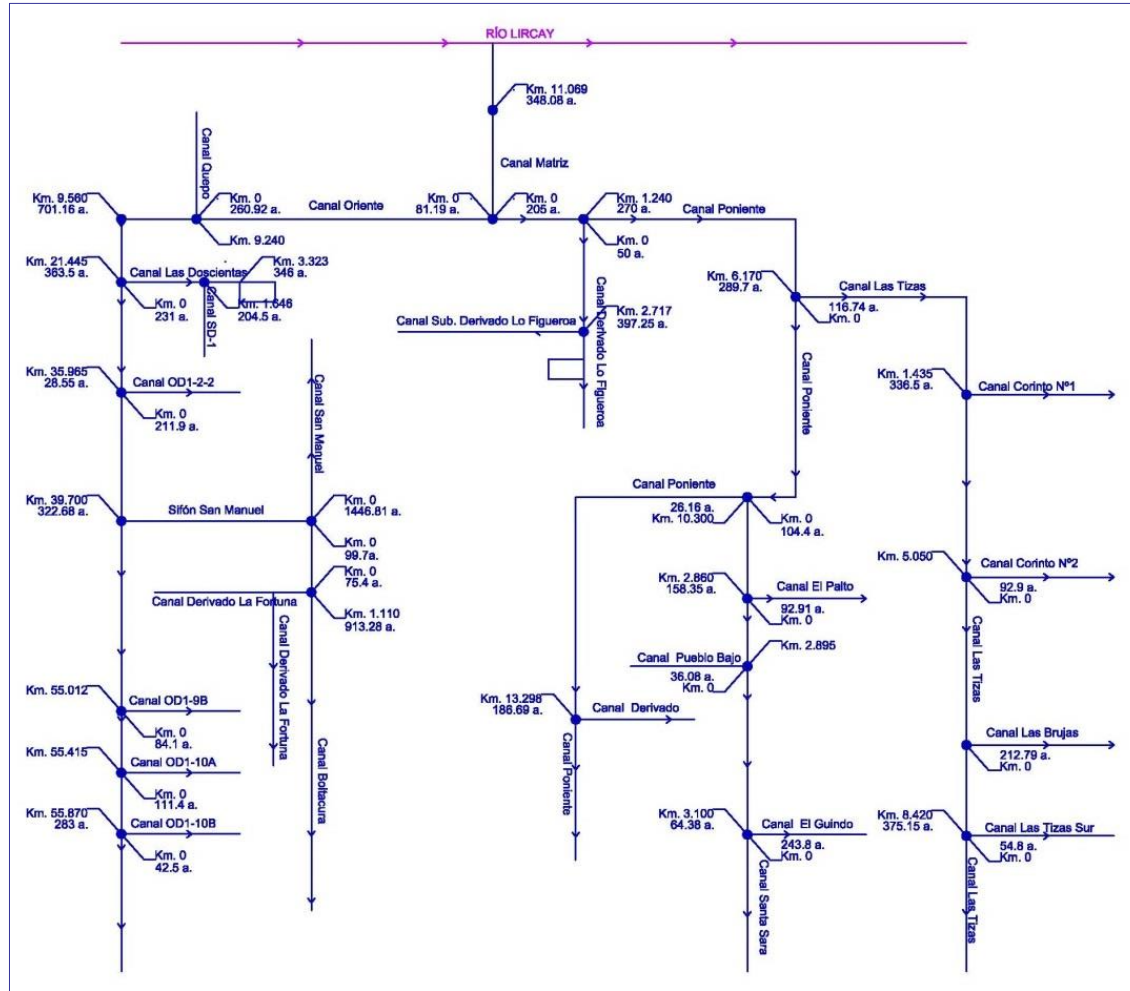 RÍO LIRCAY
Km. 11.069
348.08 a.
Canal Matriz
Canal Quepo
Km. 9.560
701.16 a.
Km. 0
260.92 a.
Km. 9.240
Canal Oriente
Km. 0
81.19 a.
Km. 0
205 a.
Km. 1.240
270 a.
Km. 0
50 a.
Canal Poniente
Km. 21.445
363.5 a.
Canal Las Doscientas
Km. 3.323
346 a.
Km. 0
231 a.
Canal SD-1
Km. 1.646
204.5 a.
Km. 6.170
289.7 a.
Canal Las Tizas
116.74 a.
Km. 0
Canal Sub. Derivado Lo Figueroa
Km. 2.717
397.25 a.
Canal Derivado Lo Figueroa
Canal Poniente
Km. 35.965
28.55 a.
Canal OD1-2-2
Km. 0
211.9 a.
Canal San Manuel
Km. 1.435
336.5 a.
Canal Corinto Nº1
Km. 39.700
322.68 a.
Sifón San Manuel
Km. 0
1446.81 a.
Km. 0
99.7a.
Canal Poniente
26.16 a.
Km. 10.300
Km. 0
104.4 a.
Km. 0
75.4 a.
Canal Derivado La Fortuna
Km. 1.110
913.28 a.
Canal Derivado La Fortuna
Canal Boltacura
Km. 2.860
158.35 a.
Canal El Palto
92.91 a.
Km. 0
Km. 5.050
Canal Corinto Nº2
92.9 a.
Km. 0
Canal Las Tizas
Canal Pueblo Bajo
Km. 2.895
36.08 a.
Km. 0
Km. 55.012
Canal OD1-9B
Km. 0
84.1 a.
Km. 13.298
186.69 a.
Canal Derivado
Canal Poniente
Canal Las Brujas
212.79 a.
Km. 0
Km. 55.415
Canal OD1-10A
Km. 0
111.4 a.
Km. 55.870
283 a.
Canal OD1-10B
Km. 0
42.5 a.
Km. 3.100
64.38 a.
Canal El Guindo
243.8 a.
Km. 0
Canal Santa Sara
Km. 8.420
375.15 a.
Canal Las Tizas Sur
54.8 a.
Km. 0
Canal Las Tizas